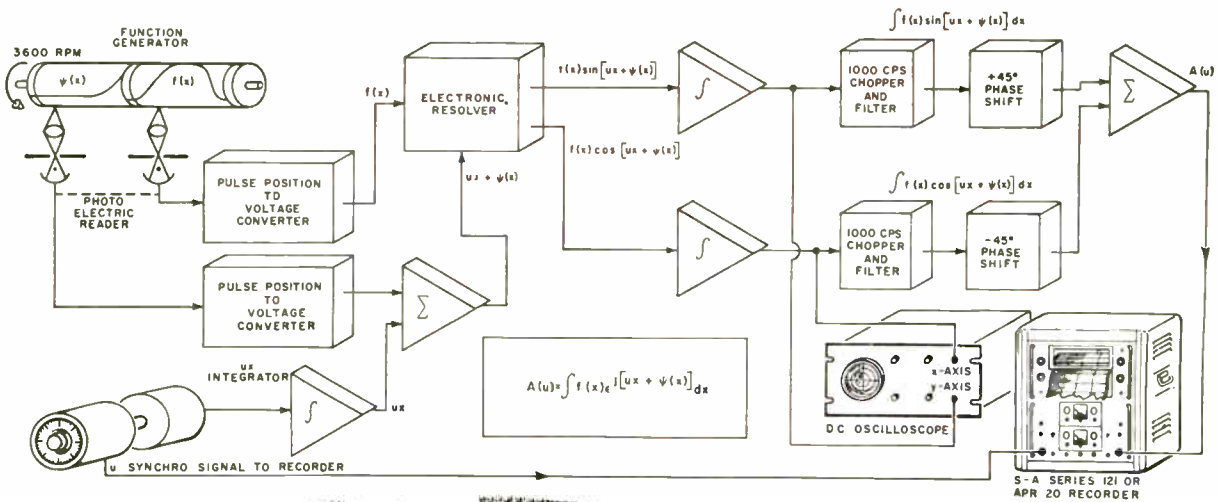 FUNCTION
GENERATOR
3600 RPM
ψ(x)
f(x)
PHOTO
ELECTRIC
READER
PULSE POSITION
TD
VOLTAGE
CONVERTER
f(x)
PULSE POSITION
TO
VOLTAGE
CONVERTER
Σ
ux + ψ(x)
ux
INTEGRATOR
∫
ux
u SYNCHRO SIGNAL TO RECORDER
ELECTRONIC
RESOLVER
f(x)sin[ux+ψ(x)]
f(x)cos[ux+ψ(x)]
∫
∫
∫f(x)sin[ux + ψ(x)]dx
1000 CPS
CHOPPER
AND
FILTER
+45°
PHASE
SHIFT
Σ
A(u)
∫f(x)cos[ux + ψ(x)]dx
1000 CPS
CHOPPER
AND
FILTER
-45°
PHASE
SHIFT
A(u)=∫f(x)ε^j[ux + ψ(x)]dx
x-AXIS
y-AXIS
DC OSCILLOSCOPE
S-A SERIES 121 OR
APR 20 RECORDER